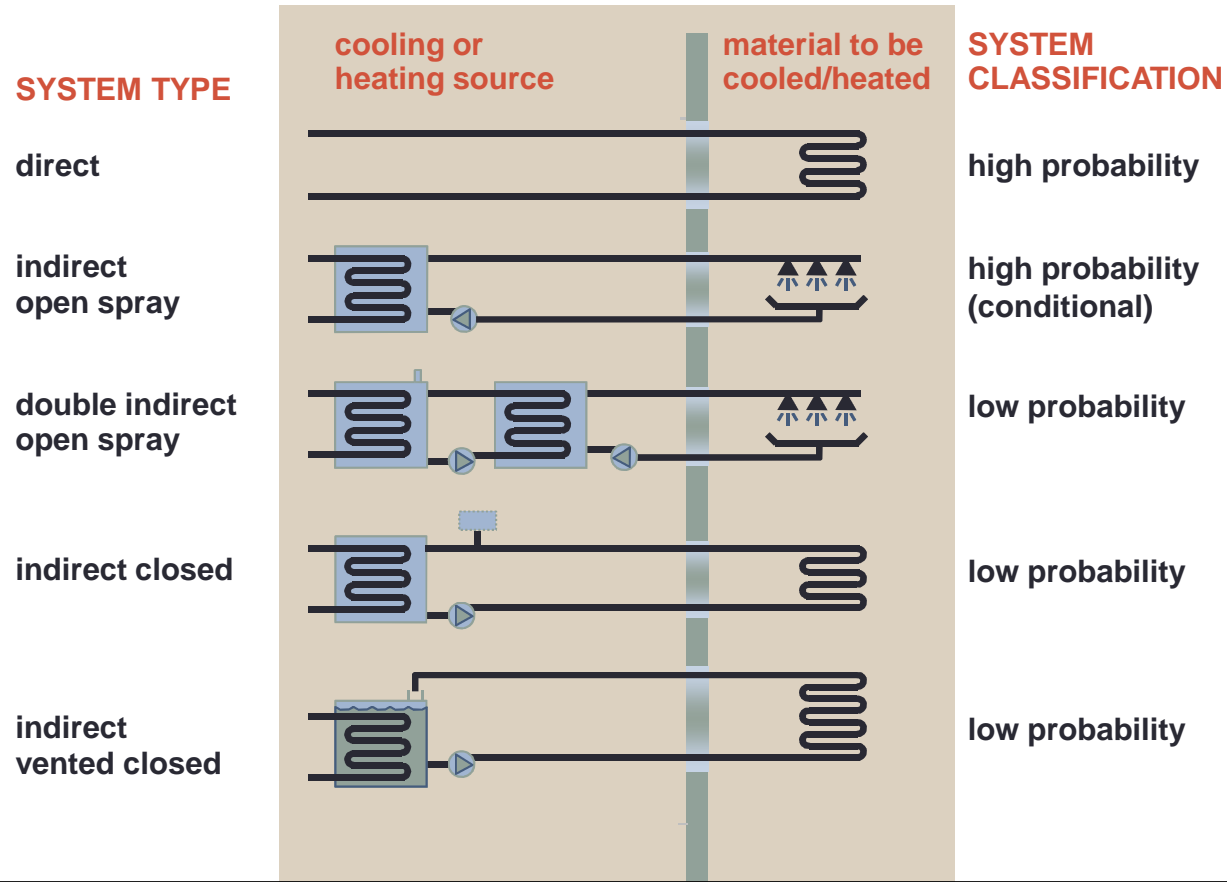 SYSTEM TYPE
cooling or
heating source
material to be
cooled/heated
SYSTEM
CLASSIFICATION
direct
high probability
indirect
open spray
high probability
(conditional)
double indirect
open spray
low probability
indirect closed
low probability
indirect
vented closed
low probability